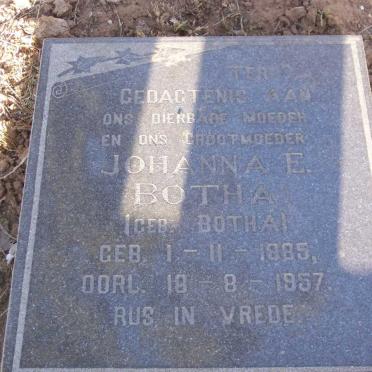 TER
GEDAGTENIS AAN
ONS DIERBARE MOEDER
EN ONS GROOTMOEDER
JOHANNA E.
BOTHA
(GEB. BOTHA)
GEB. 1-11-1885,
OORL. 18-8-1957.
RUS IN VREDE.